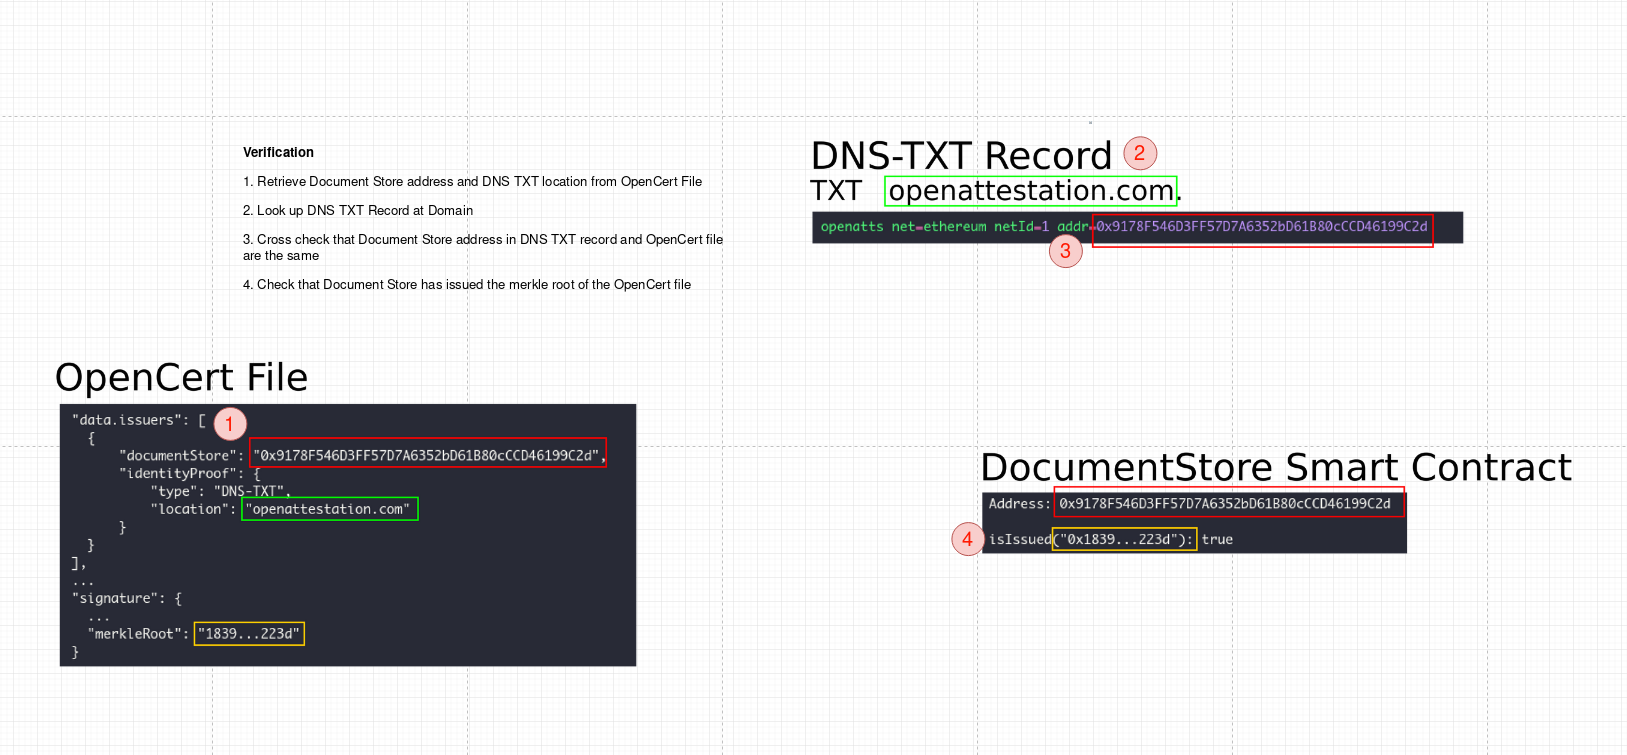 Verification
1. Retrieve Document Store address and DNS TXT location from OpenCert File
2. Look up DNS TXT Record at Domain
3. Cross check that Document Store address in DNS TXT record and OpenCert file
are the same
4. Check that Document Store has issued the merkle root of the OpenCert file
DNS-TXT Record 2
TXT openattestation.com.
openatts net=ethereum netId=1 addr=0x9178F546D3FF57D7A6352bD61B80cCCD46199C2d
3
OpenCert File
"data.issuers": [ 1
{
"documentStore": "0x9178F546D3FF57D7A6352bD61B80cCCD46199C2d",
"identityProof": {
"type": "DNS-TXT",
"location": "openattestation.com"
}
}
],
...
"signature": {
...
"merkleRoot": "1839...223d"
}
DocumentStore Smart Contract
Address: 0x9178F546D3FF57D7A6352bD61B80cCCD46199C2d
4 isIssued("0x1839...223d"): true